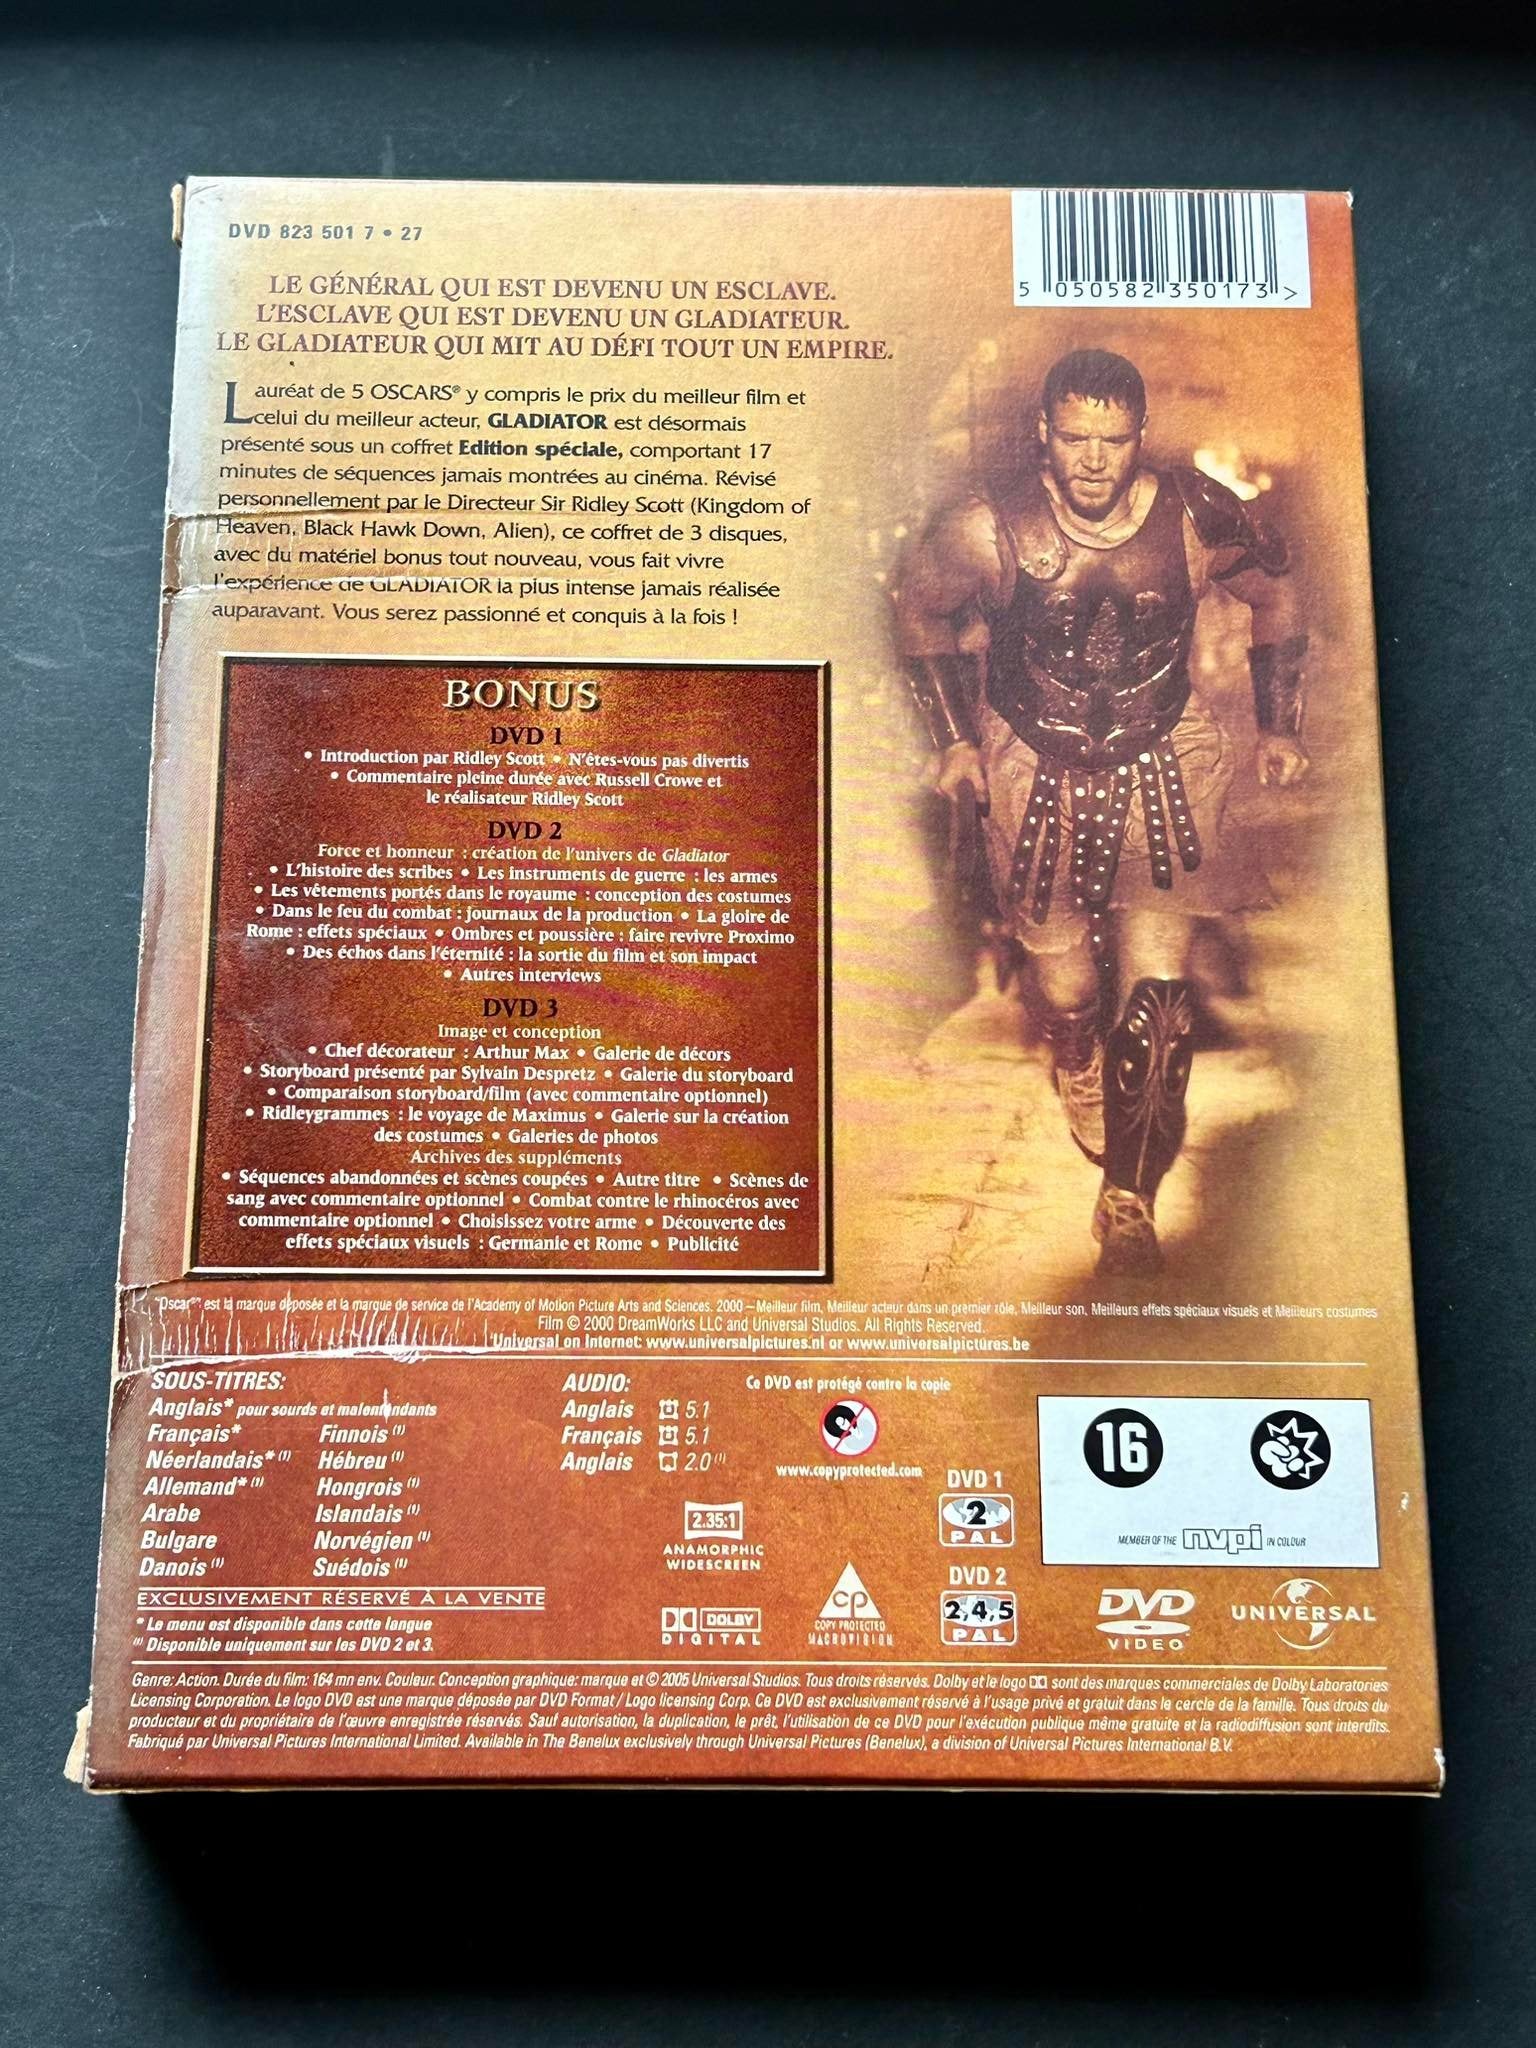 DVD 823 501 7 • 27
5 050582 350173 >
LE GÉNÉRAL QUI EST DEVENU UN ESCLAVE.
L'ESCLAVE QUI EST DEVENU UN GLADIATEUR.
LE GLADIATEUR QUI MIT AU DÉFI TOUT UN EMPIRE.
Lauréat de 5 OSCARS® y compris le prix du meilleur film et
celui du meilleur acteur, GLADIATOR est désormais
présenté sous un coffret Edition spéciale, comportant 17
minutes de séquences jamais montrées au cinéma. Révisé
personnellement par le Directeur Sir Ridley Scott (Kingdom of
Heaven, Black Hawk Down, Alien), ce coffret de 3 disques,
avec du matériel bonus tout nouveau, vous fait vivre
l'expérience de GLADIATOR la plus intense jamais réalisée
auparavant. Vous serez passionné et conquis à la fois !
BONUS
DVD 1
• Introduction par Ridley Scott • N'êtes-vous pas divertis
• Commentaire pleine durée avec Russell Crowe et
le réalisateur Ridley Scott
DVD 2
Force et honneur : création de l'univers de Gladiator
• L'histoire des scribes • Les instruments de guerre : les armes
• Les vêtements portés dans le royaume : conception des costumes
• Dans le feu du combat : journaux de la production • La gloire de
Rome : effets spéciaux • Ombres et poussière : faire revivre Proximo
• Des échos dans l'éternité : la sortie du film et son impact
• Autres interviews
DVD 3
Image et conception
• Chef décorateur : Arthur Max • Galerie de décors
• Storyboard présenté par Sylvain Despretz • Galerie du storyboard
• Comparaison storyboard/film (avec commentaire optionnel)
• Ridleygrammes : le voyage de Maximus • Galerie sur la création
des costumes • Galeries de photos
Archives des suppléments
• Séquences abandonnées et scènes coupées • Autre titre • Scènes de
sang avec commentaire optionnel • Combat contre le rhinocéros avec
commentaire optionnel • Choisissez votre arme • Découverte des
effets spéciaux visuels : Germanie et Rome • Publicité
"Oscar®" est la marque déposée et la marque de service de l'Academy of Motion Picture Arts and Sciences. 2000 – Meilleur film, Meilleur acteur dans un premier rôle, Meilleur son, Meilleurs effets spéciaux visuels et Meilleurs costumes
Film © 2000 DreamWorks LLC and Universal Studios. All Rights Reserved.
Universal on Internet: www.universalpictures.nl or www.universalpictures.be
SOUS-TITRES:
Anglais* pour sourds et malentendants
Français* Finnois (1)
Néerlandais* (1) Hébreu (1)
Allemand* (1) Hongrois (1)
Arabe Islandais (1)
Bulgare Norvégien (1)
Danois (1) Suédois (1)
EXCLUSIVEMENT RÉSERVÉ À LA VENTE
* Le menu est disponible dans cette langue
(1) Disponible uniquement sur les DVD 2 et 3.
AUDIO:
Anglais 5.1
Français 5.1
Anglais 2.0 (1)
2.35:1
ANAMORPHIC
WIDESCREEN
DOLBY
DIGITAL
Ce DVD est protégé contre la copie
www.copyprotected.com
CP
COPY PROTECTED
MACROVISION
DVD 1
2
PAL
DVD 2
2,4,5
PAL
16
MEMBER OF THE nvpi IN COLOUR
DVD
VIDEO
UNIVERSAL
Genre: Action. Durée du film: 164 mn env. Couleur. Conception graphique: marque et © 2005 Universal Studios. Tous droits réservés. Dolby et le logo sont des marques commerciales de Dolby Laboratories
Licensing Corporation. Le logo DVD est une marque déposée par DVD Format / Logo licensing Corp. Ce DVD est exclusivement réservé à l'usage privé et gratuit dans le cercle de la famille. Tous droits du
producteur et du propriétaire de l'œuvre enregistrée réservés. Sauf autorisation, la duplication, le prêt, l'utilisation de ce DVD pour l'exécution publique même gratuite et la radiodiffusion sont interdits.
Fabriqué par Universal Pictures International Limited. Available in The Benelux exclusively through Universal Pictures (Benelux), a division of Universal Pictures International B.V.